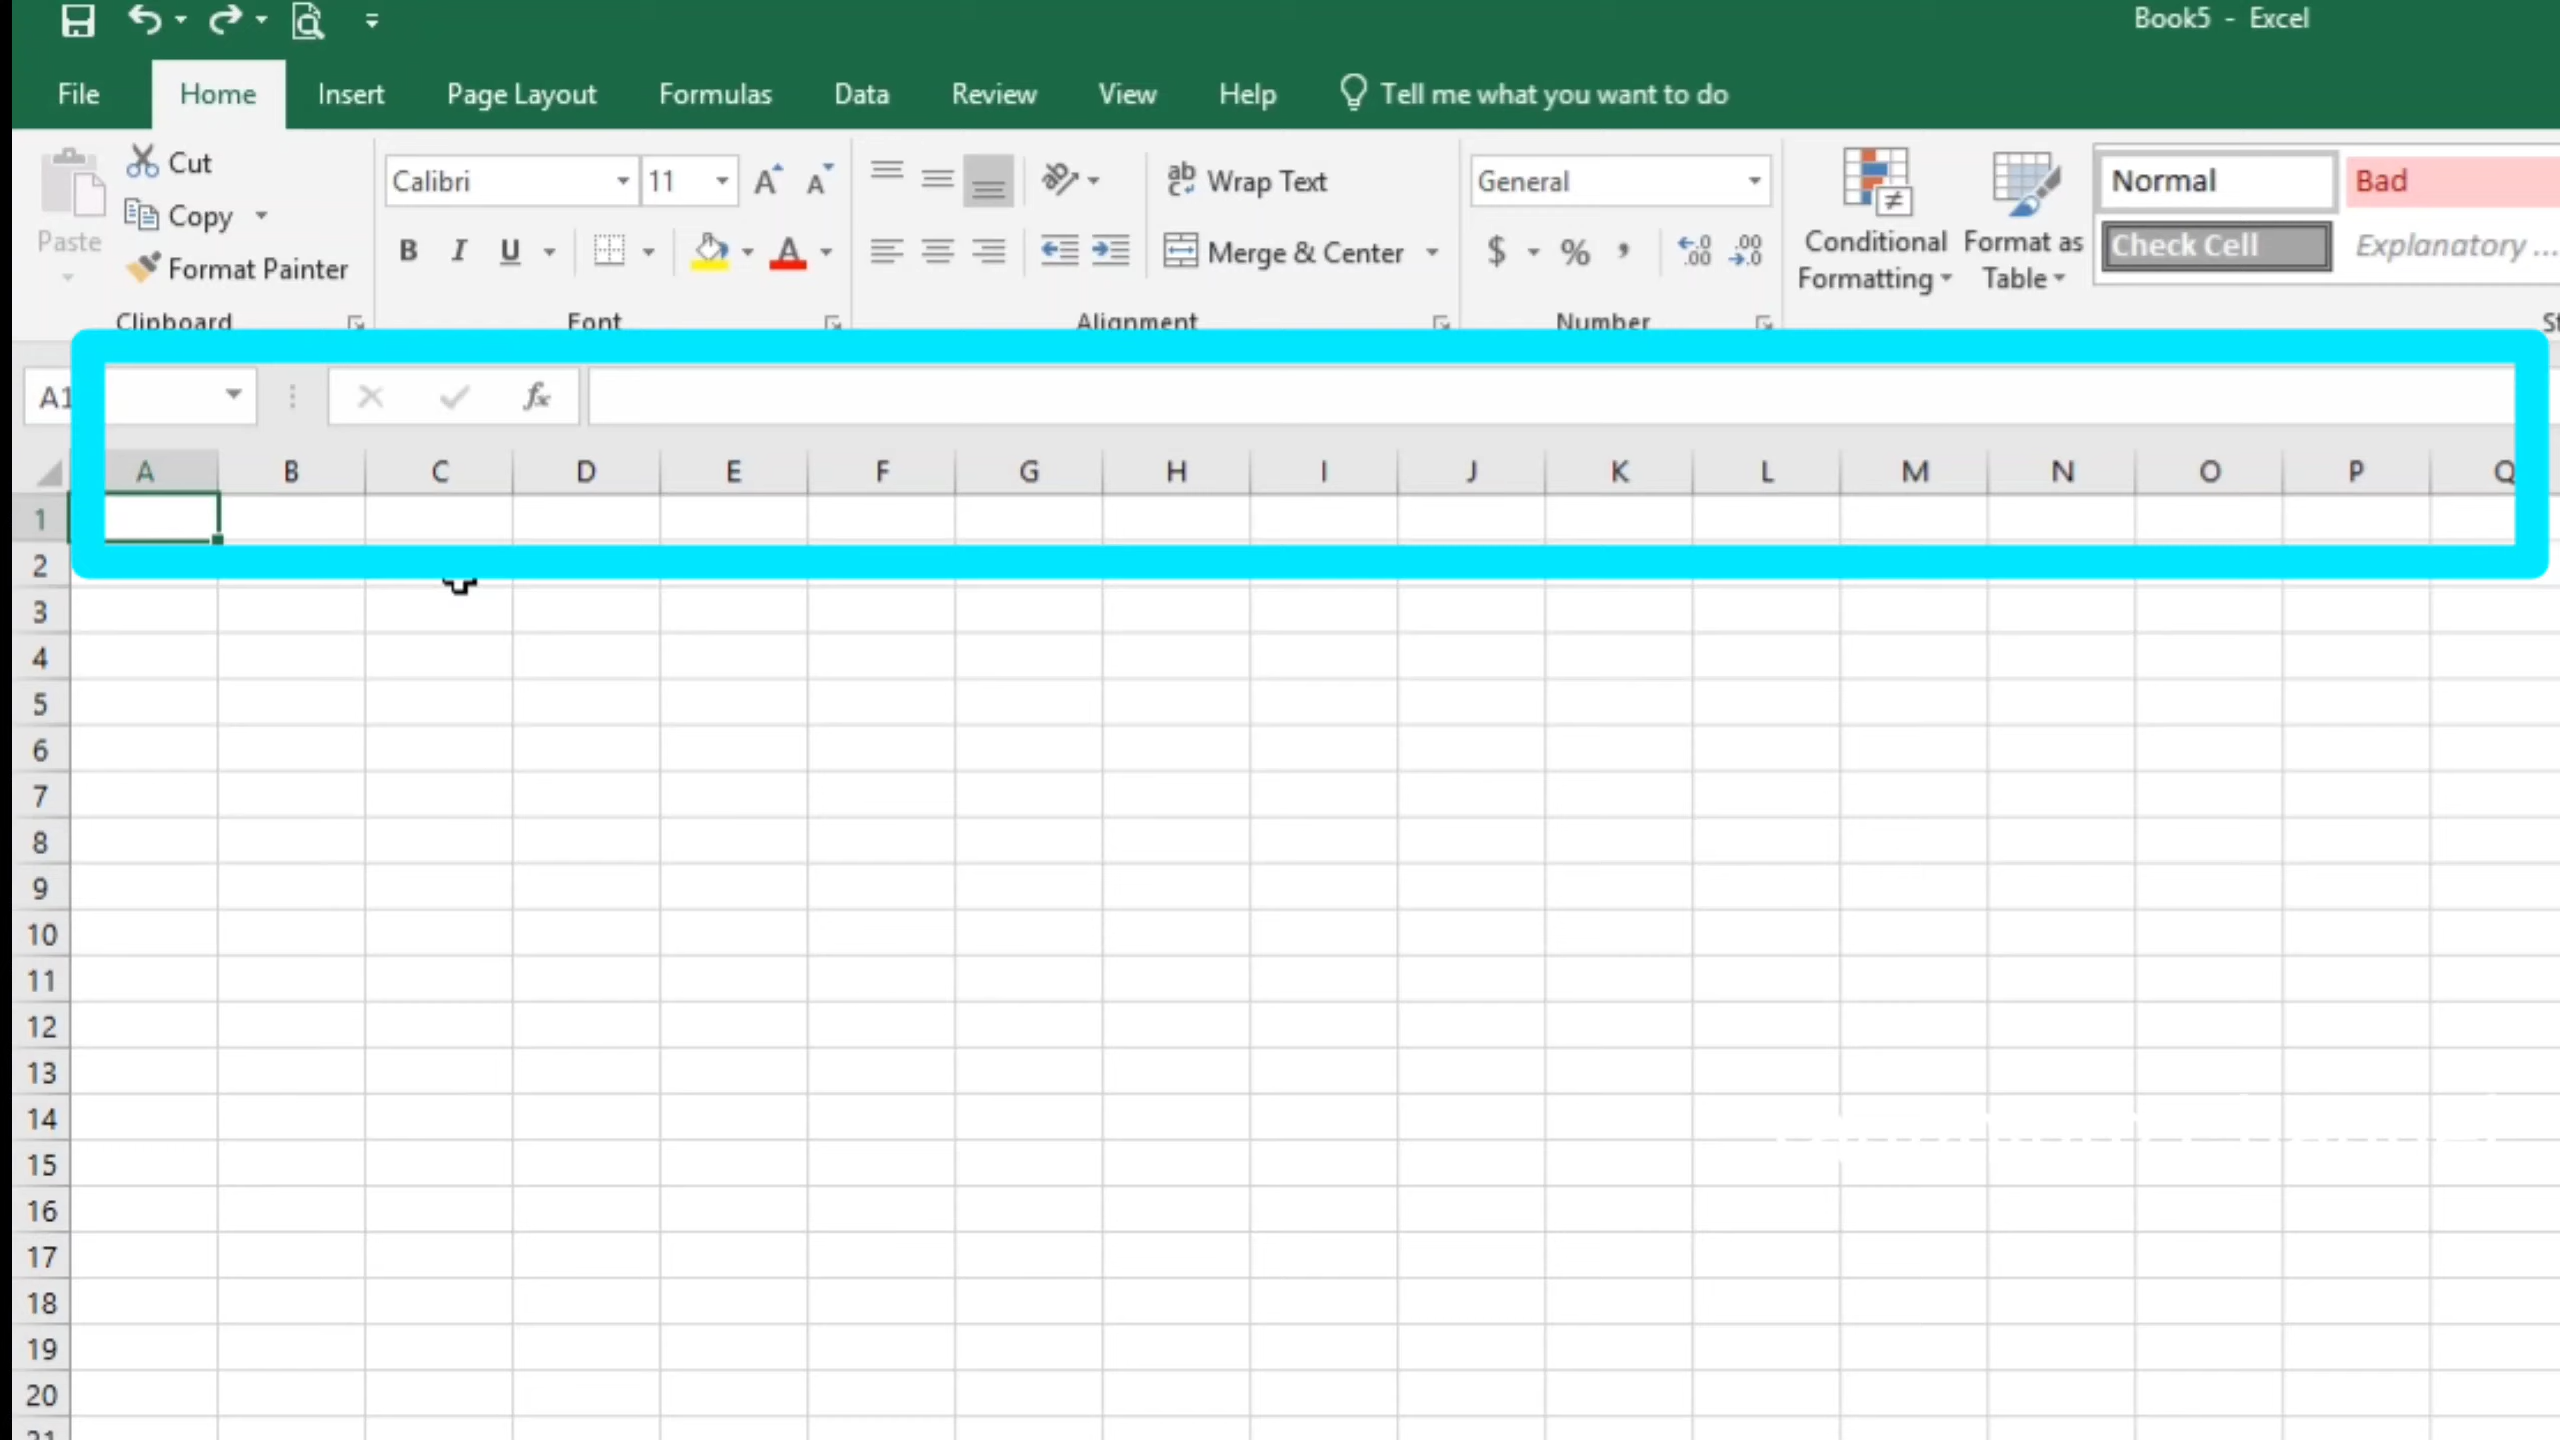 Book5 - Excel
File Home Insert Page Layout Formulas Data Review View Help Tell me what you want to do
Cut
Copy
Format Painter
Paste
Clipboard
Calibri 11
B I U
Font
Wrap Text
Merge & Center
Alignment
General
$ % ,
Number
Conditional Formatting
Format as Table
Normal Bad
Check Cell Explanatory ...
A1 fx
A B C D E F G H I J K L M N O P Q
1
2
3
4
5
6
7
8
9
10
11
12
13
14
15
16
17
18
19
20
21